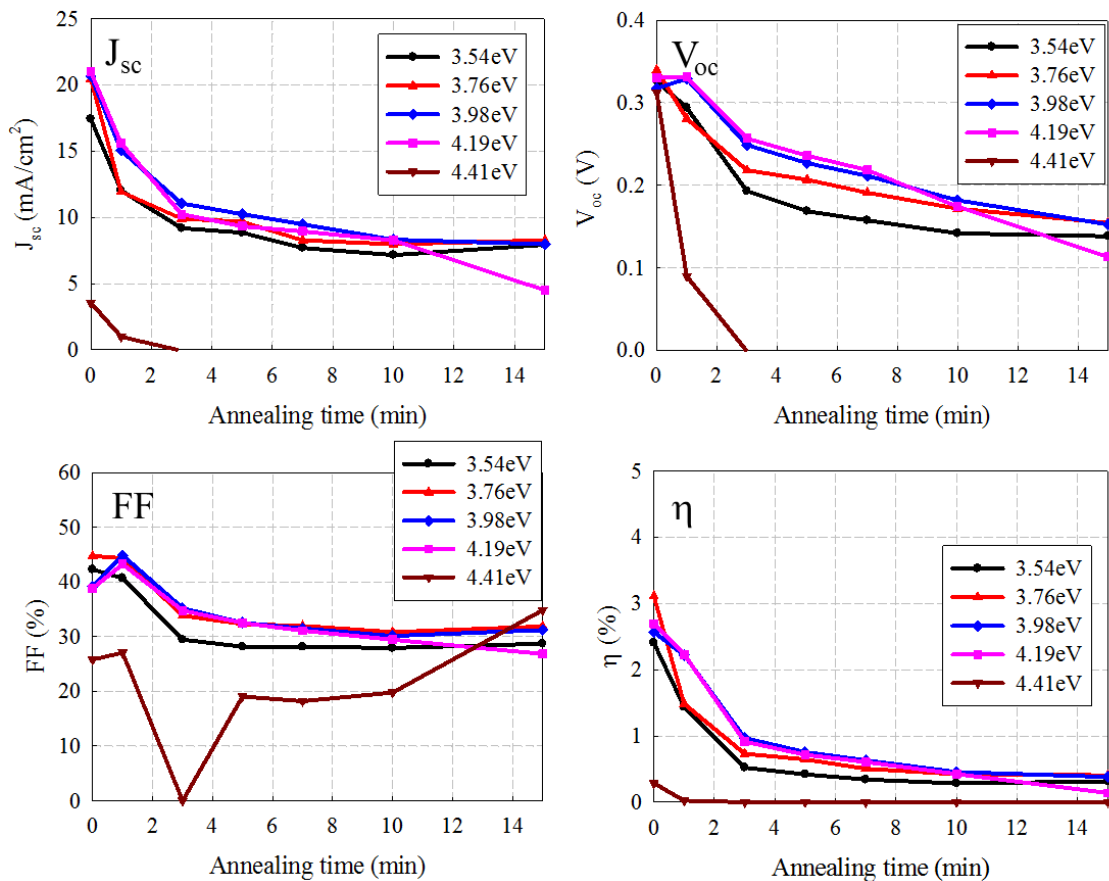 J_sc
25
20
15
10
5
0
J_sc (mA/cm²)
0 2 4 6 8 10 12 14
Annealing time (min)
3.54eV
3.76eV
3.98eV
4.19eV
4.41eV
V_oc
0.4
0.3
0.2
0.1
0.0
V_oc (V)
0 2 4 6 8 10 12 14
Annealing time (min)
3.54eV
3.76eV
3.98eV
4.19eV
4.41eV
FF
60
50
40
30
20
10
0
FF (%)
0 2 4 6 8 10 12 14
Annealing time (min)
3.54eV
3.76eV
3.98eV
4.19eV
4.41eV
η
5
4
3
2
1
0
η (%)
0 2 4 6 8 10 12 14
Annealing time (min)
3.54eV
3.76eV
3.98eV
4.19eV
4.41eV